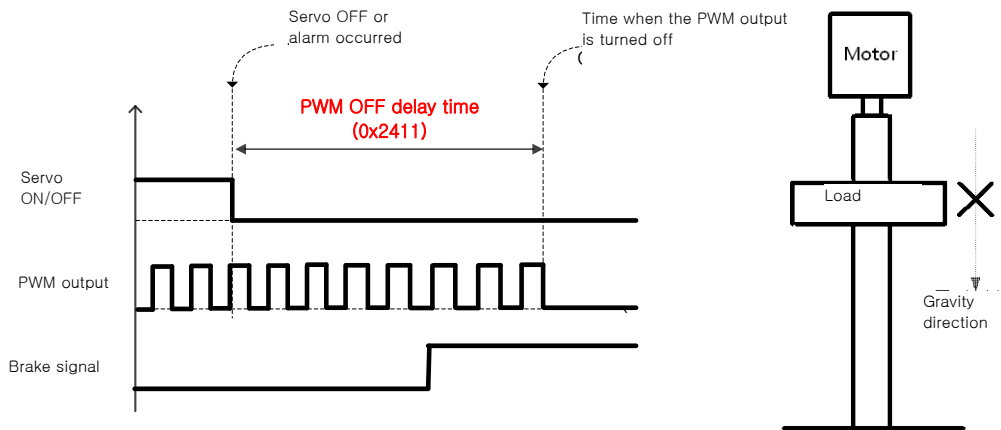 Servo OFF or
alarm occurred
Time when the PWM output
is turned off
(
PWM OFF delay time
(0x2411)
Motor
Servo
ON/OFF
Load
PWM output
Gravity
direction
Brake signal